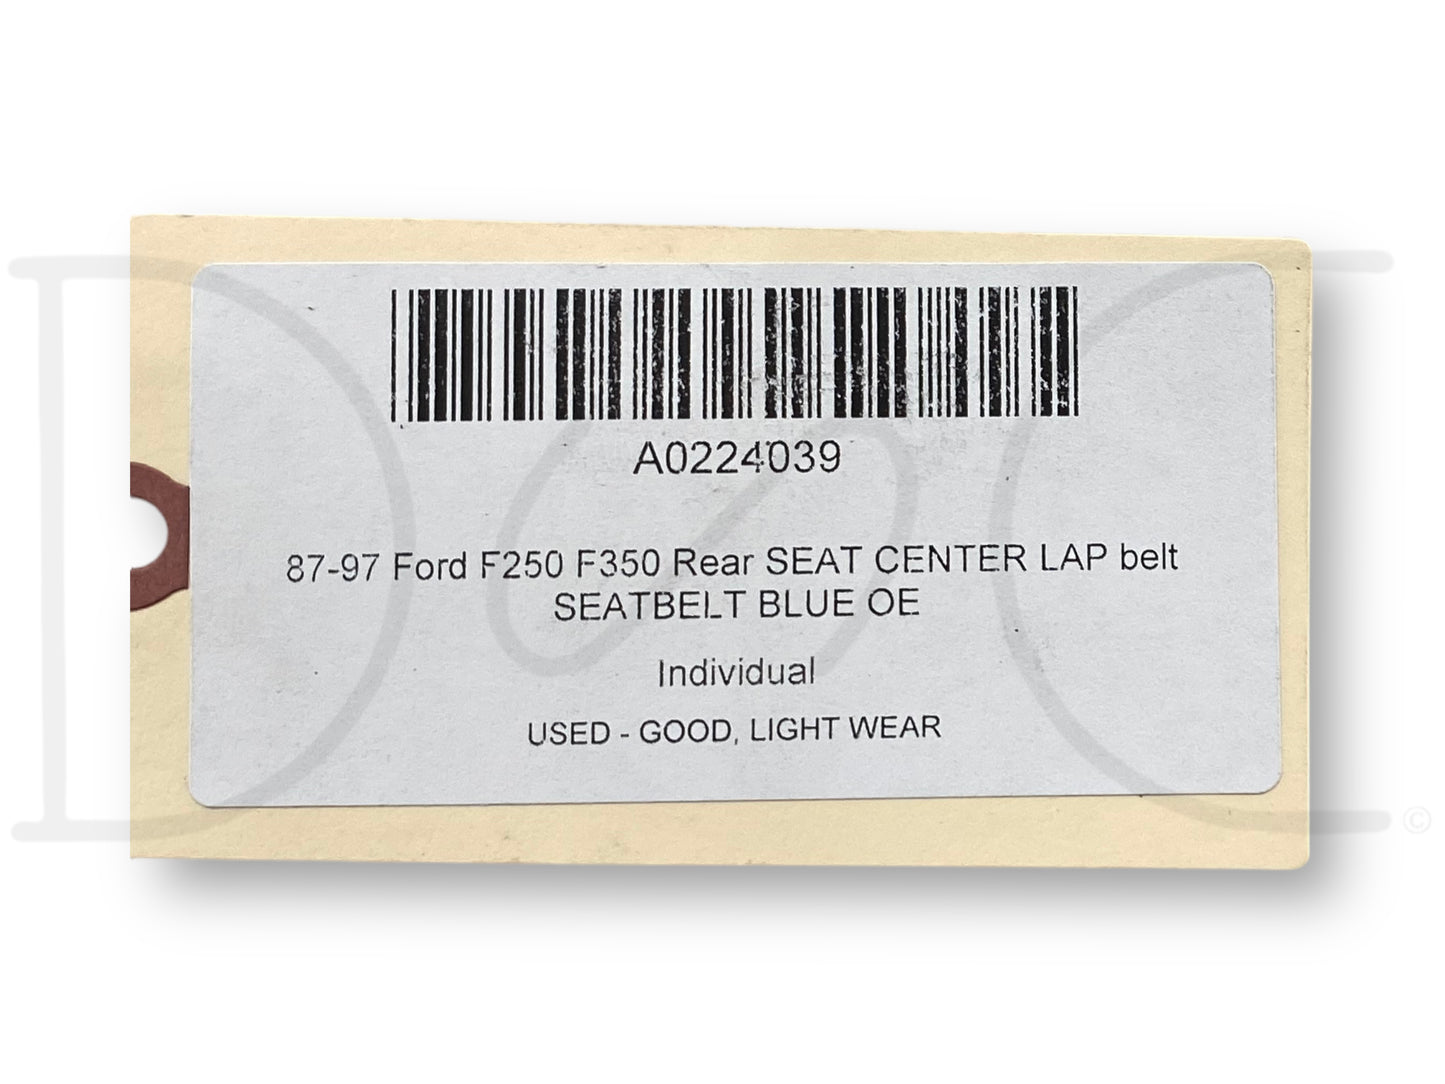 A0224039
87-97 Ford F250 F350 Rear SEAT CENTER LAP belt
SEATBELT BLUE OE
Individual
USED - GOOD, LIGHT WEAR
©